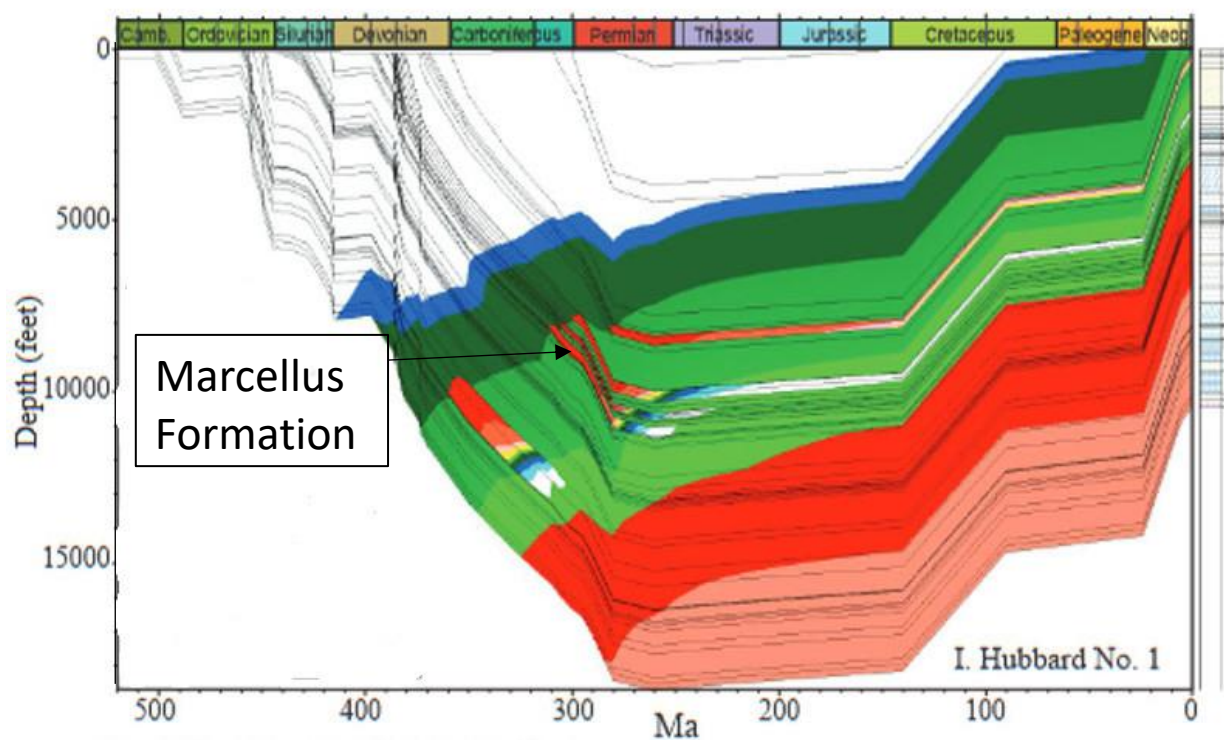 Camb. Ordovician Silurian Devonian Carboniferous Permian Triassic Jurassic Cretaceous Paleogene Neog
0
5000
10000
15000
Depth (feet)
Marcellus
Formation
I. Hubbard No. 1
500 400 300 200 100 0
Ma